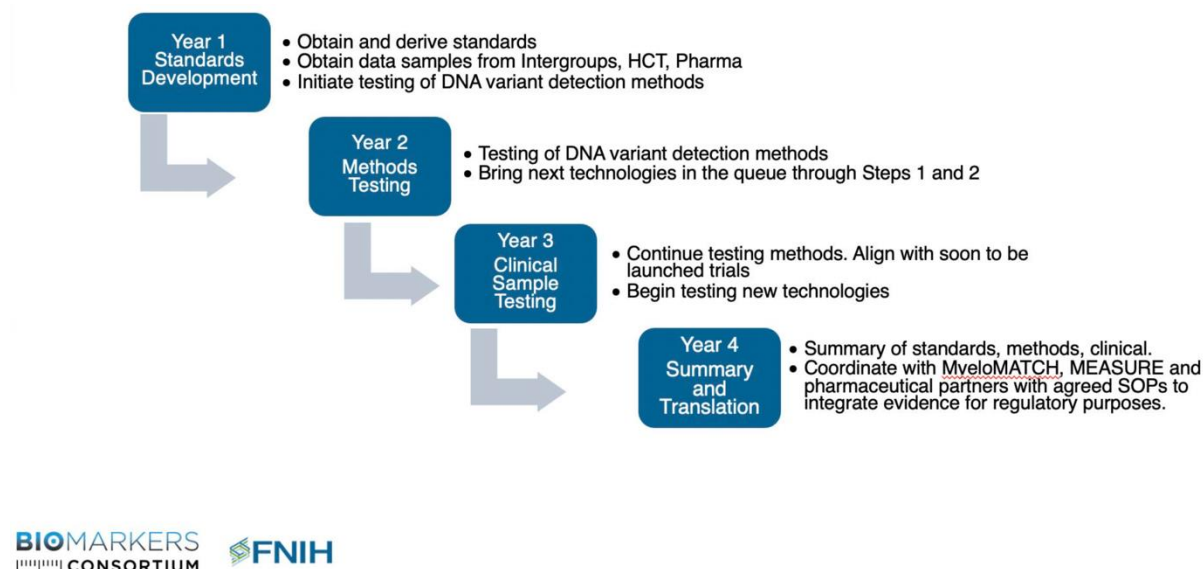 Year 1
Standards
Development
• Obtain and derive standards
• Obtain data samples from Intergroups, HCT, Pharma
• Initiate testing of DNA variant detection methods
Year 2
Methods
Testing
• Testing of DNA variant detection methods
• Bring next technologies in the queue through Steps 1 and 2
Year 3
Clinical
Sample
Testing
• Continue testing methods. Align with soon to be
launched trials
• Begin testing new technologies
Year 4
Summary
and
Translation
• Summary of standards, methods, clinical.
• Coordinate with MyeloMATCH, MEASURE and
pharmaceutical partners with agreed SOPs to
integrate evidence for regulatory purposes.
BIOMARKERS
CONSORTIUM
FNIH